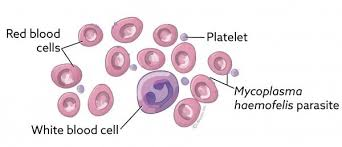 Red blood
cells
Platelet
Mycoplasma
haemofelis parasite
White blood cell